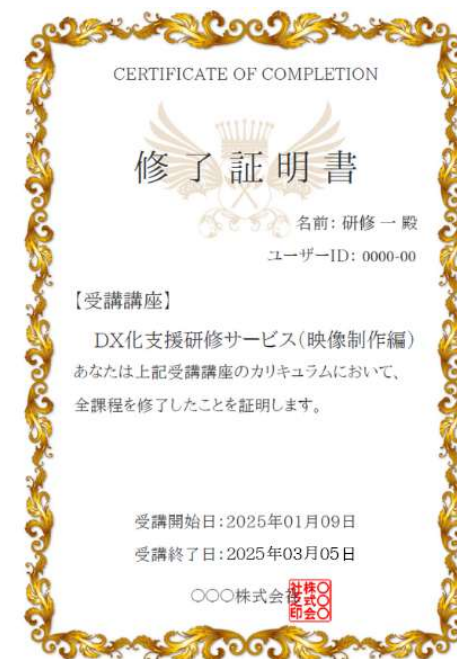 CERTIFICATE OF COMPLETION
修了証明書
名前: 研修 一 殿
ユーザーID: 0000-00
【受講講座】
DX化支援研修サービス(映像制作編)
あなたは上記受講講座のカリキュラムにおいて、
全課程を修了したことを証明します。
受講開始日:2025年01月09日
受講終了日:2025年03月05日
○○○株式会社
株式会社之印